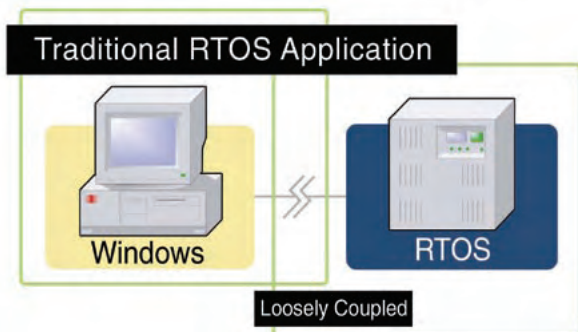 Traditional RTOS Application
Windows
RTOS
Loosely Coupled